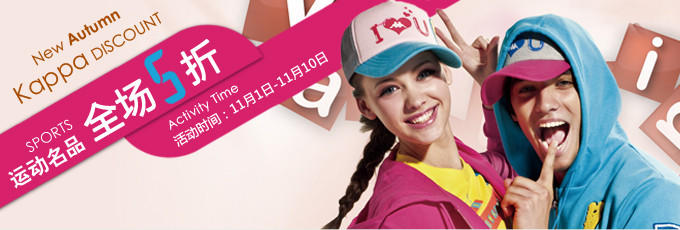 New Autumn
Kappa DISCOUNT
SPORTS
运动名品 全场5折
Activity Time
活动时间：11月1日-11月10日
I ❤ U